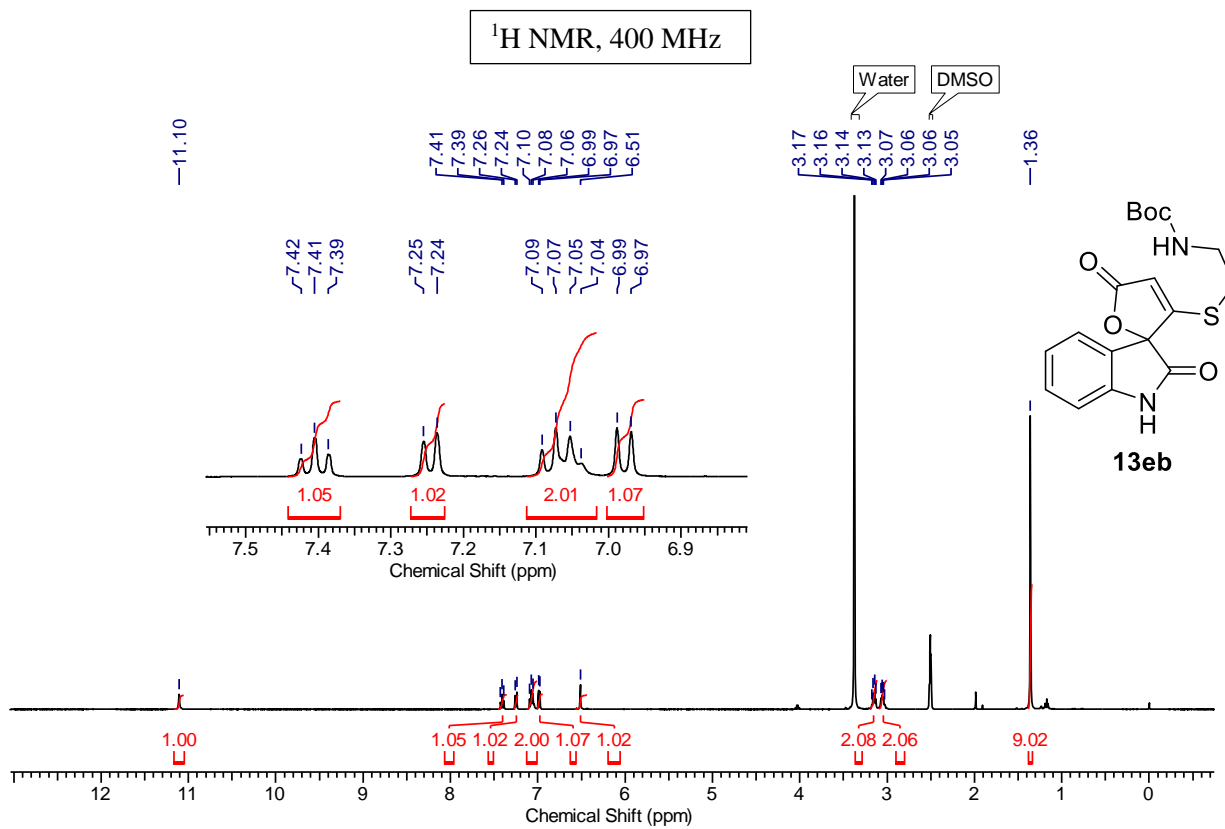 ¹H NMR, 400 MHz
Water
DMSO
11.10
7.41
7.39
7.26
7.24
7.10
7.08
7.06
6.99
6.97
6.51
3.17
3.16
3.14
3.13
3.07
3.06
3.06
3.05
1.36
7.42
7.41
7.39
7.25
7.24
7.09
7.07
7.05
7.04
6.99
6.97
Boc
HN
O
O
S
O
N
H
13eb
1.05 1.02 2.01 1.07
7.5 7.4 7.3 7.2 7.1 7.0 6.9
Chemical Shift (ppm)
1.00 1.05 1.02 2.00 1.07 1.02 2.08 2.06 9.02
12 11 10 9 8 7 6 5 4 3 2 1 0
Chemical Shift (ppm)